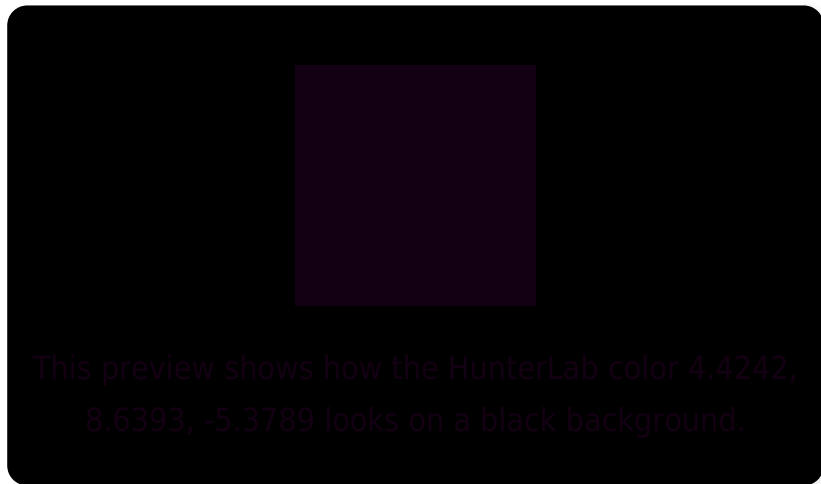 This preview shows how the HunterLab color 4.4242,
8.6393, -5.3789 looks on a black background.